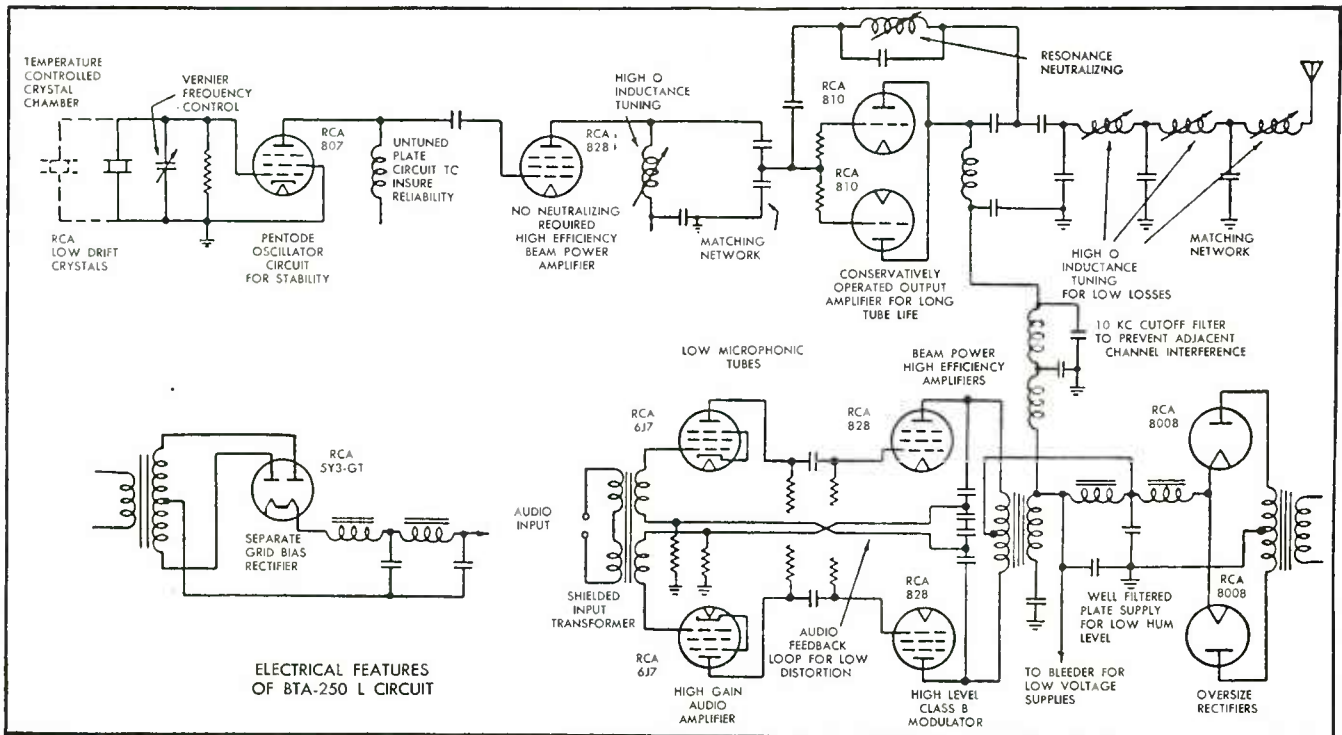 TEMPERATURE
CONTROLLED
CRYSTAL
CHAMBER
VERNIER
FREQUENCY
CONTROL
RCA
LOW DRIFT
CRYSTALS
RCA
807
PENTODE
OSCILLATOR
CIRCUIT
FOR STABILITY
UNTUNED
PLATE
CIRCUIT TC
INSURE
RELIABILITY
HIGH Q
INDUCTANCE
TUNING
RCA
828
NO NEUTRALIZING
REQUIRED
HIGH EFFICIENCY
BEAM POWER
AMPLIFIER
MATCHING
NETWORK
RCA
810
RCA
810
CONSERVATIVELY
OPERATED OUTPUT
AMPLIFIER FOR LONG
TUBE LIFE
RESONANCE
NEUTRALIZING
HIGH Q
INDUCTANCE
TUNING
FOR LOW LOSSES
MATCHING
NETWORK
10 KC CUTOFF FILTER
TO PREVENT ADJACENT
CHANNEL INTERFERENCE
RCA
5Y3-GT
SEPARATE
GRID BIAS
RECTIFIER
ELECTRICAL FEATURES
OF BTA-250 L CIRCUIT
AUDIO
INPUT
SHIELDED
INPUT
TRANSFORMER
LOW MICROPHONIC
TUBES
RCA
6J7
RCA
6J7
HIGH GAIN
AUDIO
AMPLIFIER
AUDIO
FEEDBACK
LOOP FOR LOW
DISTORTION
BEAM POWER
HIGH EFFICIENCY
AMPLIFIERS
RCA
828
RCA
828
HIGH LEVEL
CLASS B
MODULATOR
WELL FILTERED
PLATE SUPPLY
FOR LOW HUM
LEVEL
TO BLEEDER FOR
LOW VOLTAGE
SUPPLIES
RCA
8008
RCA
8008
OVERSIZE
RECTIFIERS